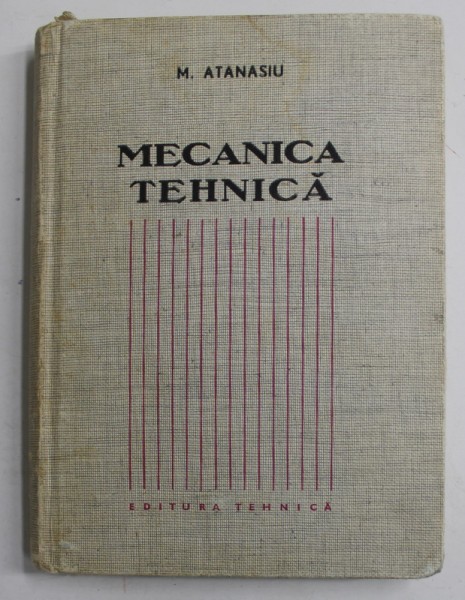 M. ATANASIU
MECANICA
TEHNICĂ
EDITURA TEHNICĂ